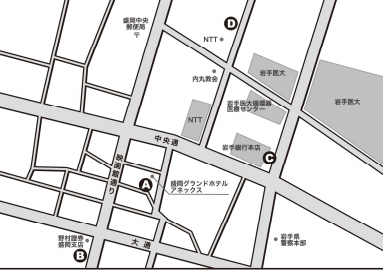 盛岡中央
郵便局
〒
D
NTT
内丸教会
岩手医大
岩手医大
岩手医大循環器
医療センター
NTT
中央通
岩手銀行本店
C
映画館通り
A
盛岡グランドホテル
アネックス
野村證券
盛岡支店
B
大通
岩手県
警察本部